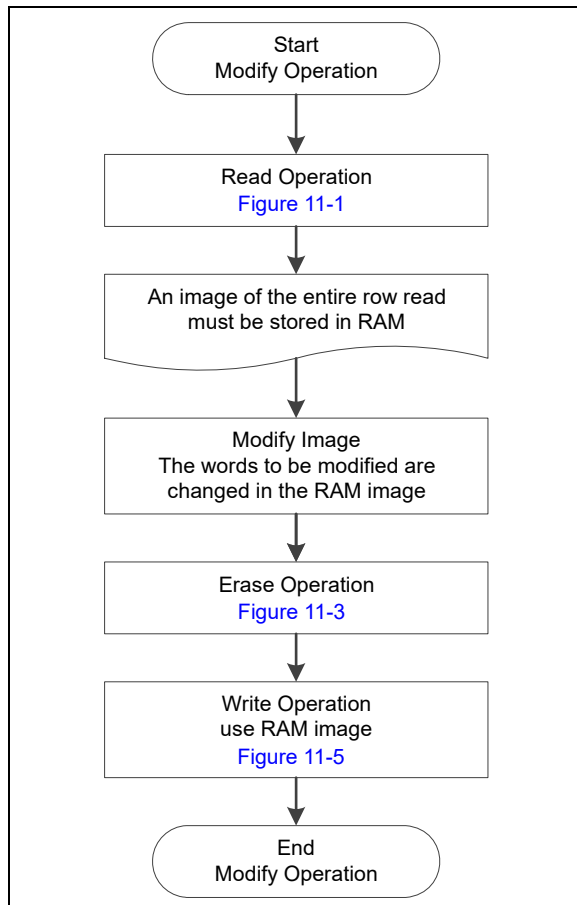 Start
Modify Operation
Read Operation
Figure 11-1
An image of the entire row read
must be stored in RAM
Modify Image
The words to be modified are
changed in the RAM image
Erase Operation
Figure 11-3
Write Operation
use RAM image
Figure 11-5
End
Modify Operation